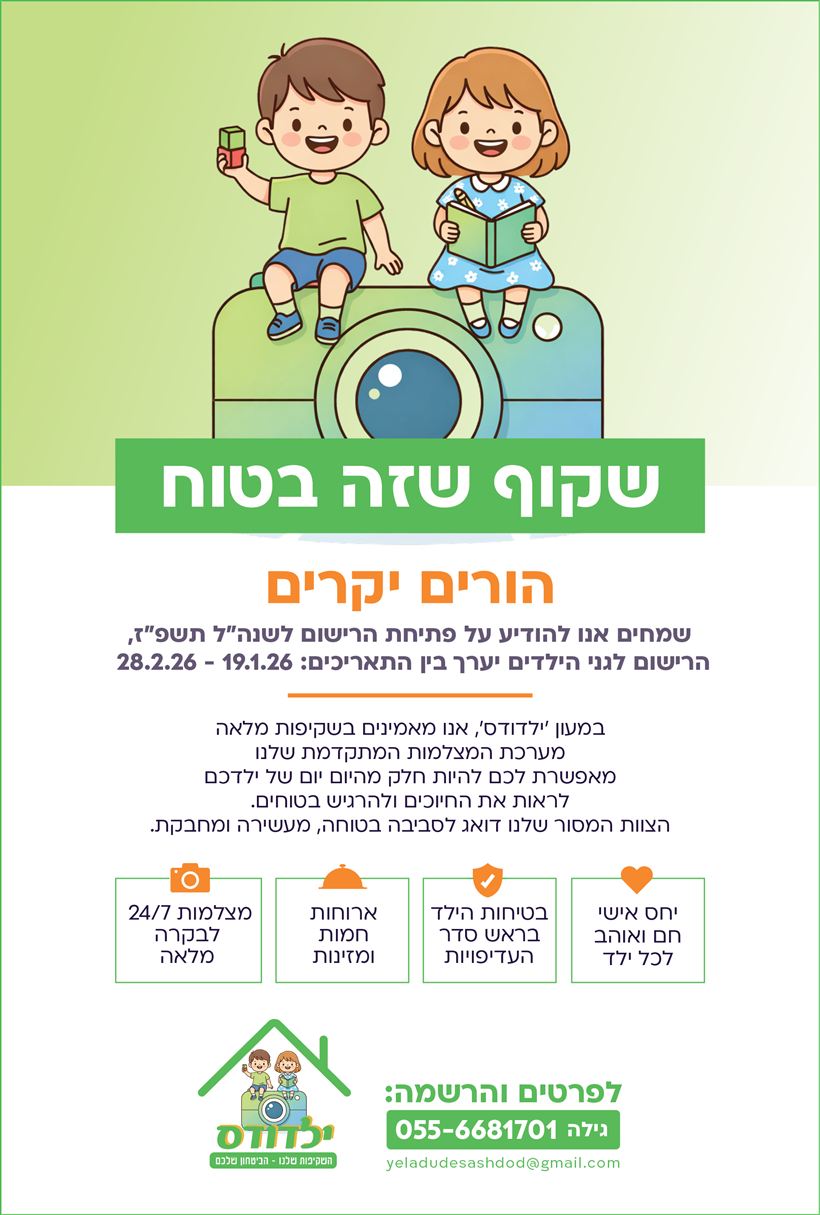 שקוף שזה בטוח
הורים יקרים
שמחים אנו להודיע על פתיחת הרישום לשנה"ל תשפ"ז,
הרישום לגני הילדים יערך בין התאריכים: 19.1.26 - 28.2.26
במעון 'ילדודס', אנו מאמינים בשקיפות מלאה
מערכת המצלמות המתקדמת שלנו
מאפשרת לכם להיות חלק מהיום יום של ילדכם
לראות את החיוכים ולהרגיש בטוחים.
הצוות המסור שלנו דואג לסביבה בטוחה, מעשירה ומחבקת.
יחס אישי
חם ואוהב
לכל ילד
בטיחות הילד
בראש סדר
העדיפויות
ארוחות
חמות
ומזינות
מצלמות 24/7
לבקרה
מלאה
לפרטים והרשמה:
גילה 055-6681701
yeladudesashdod@gmail.com
ילדודס
השקיפות שלנו - הביטחון שלכם